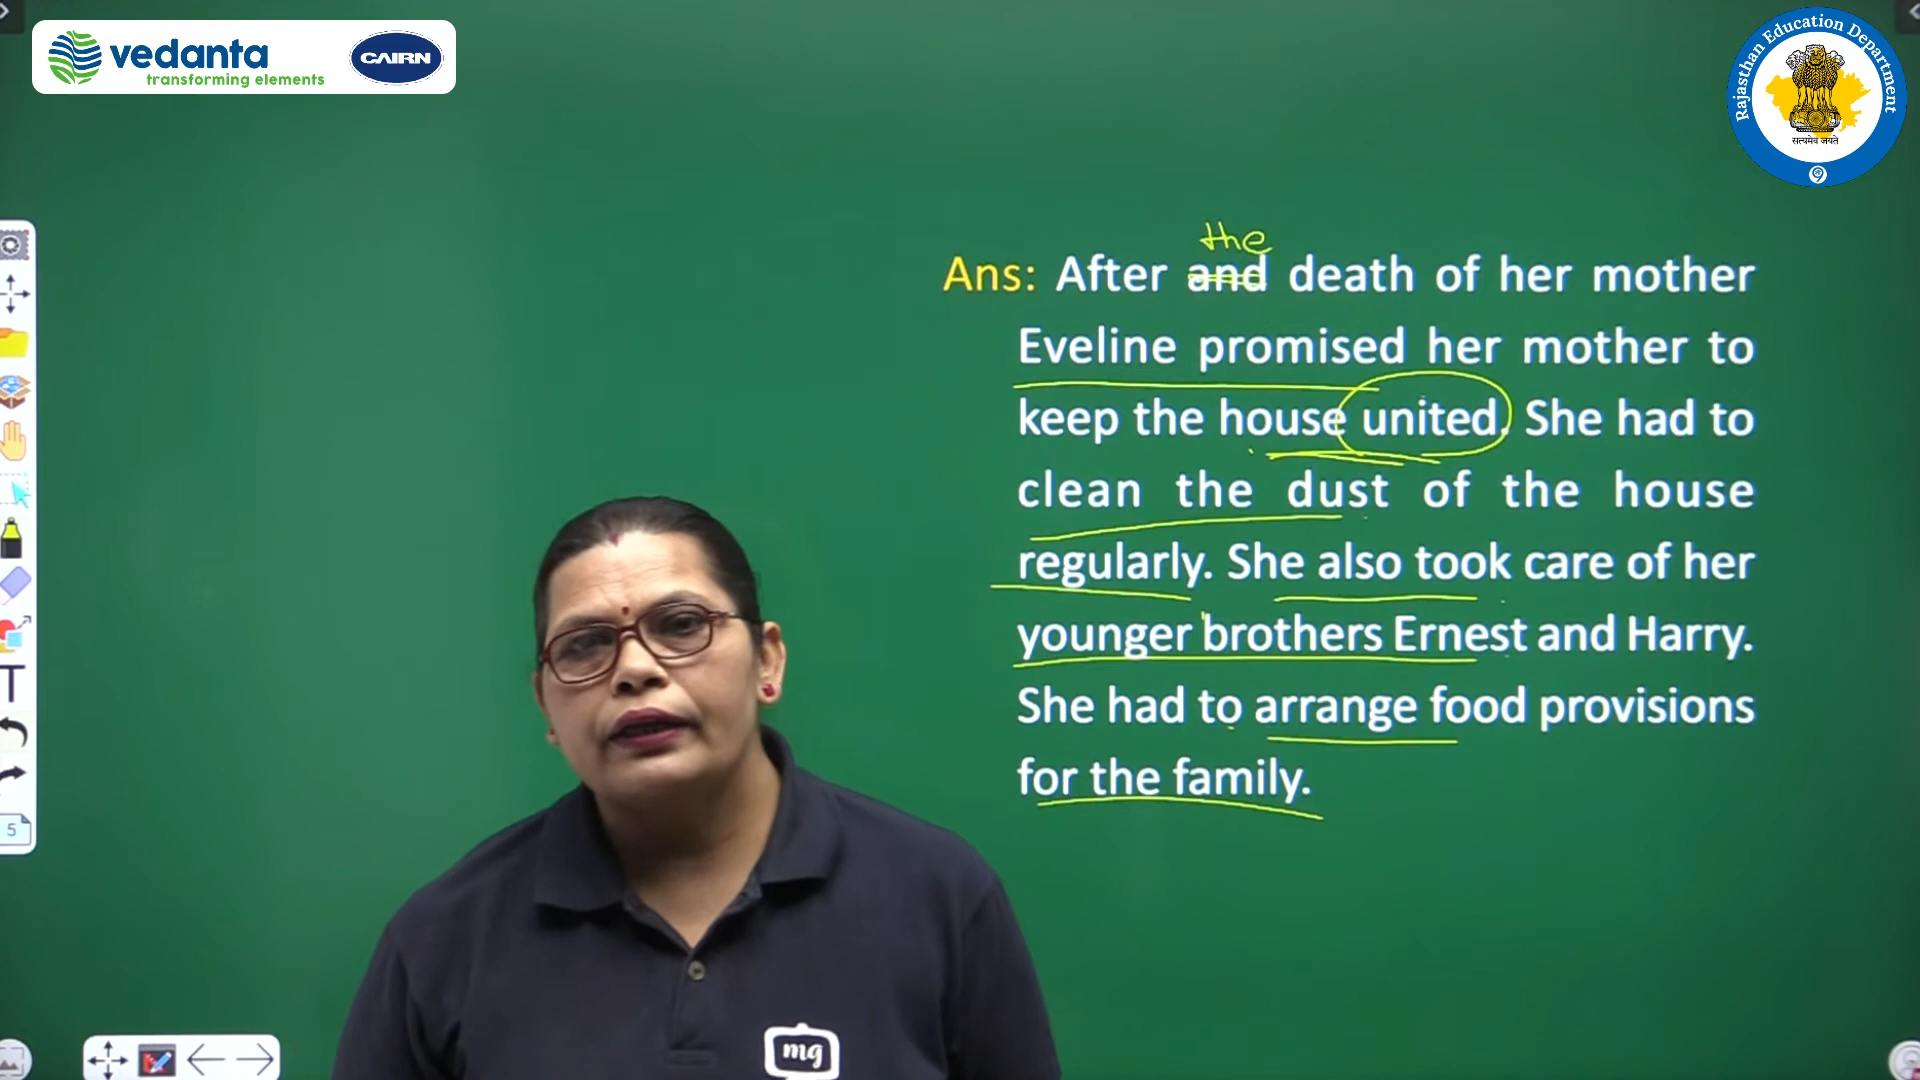 vedanta
transforming elements
CAIRN
Rajasthan Education Department
सत्यमेव जयते
the
Ans: After and death of her mother
Eveline promised her mother to
keep the house united. She had to
clean the dust of the house
regularly. She also took care of her
younger brothers Ernest and Harry.
She had to arrange food provisions
for the family.
T
5
mg